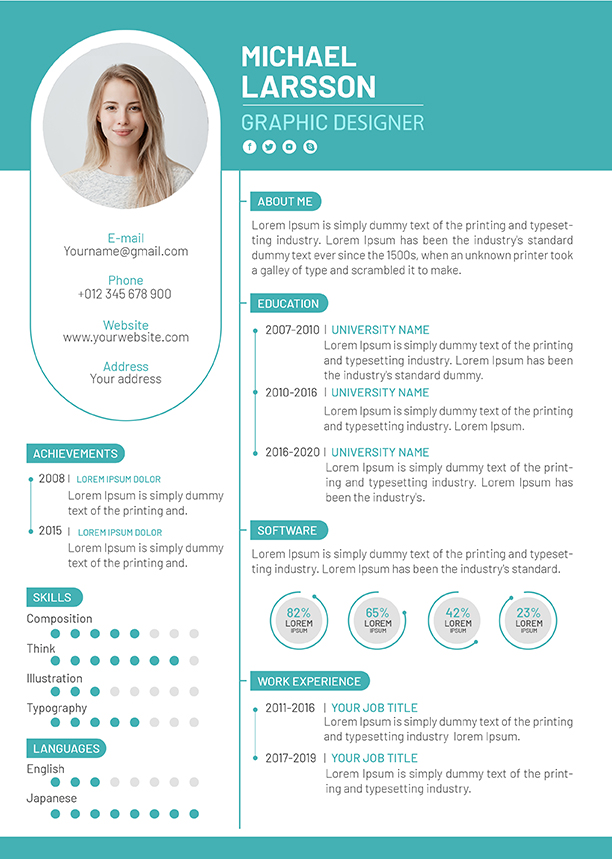 MICHAEL
LARSSON
GRAPHIC DESIGNER
E-mail
Yourname@gmail.com
Phone
+012 345 678 900
Website
www.yourwebsite.com
Address
Your address
ACHIEVEMENTS
2008 | LOREM IPSUM DOLOR
Lorem Ipsum is simply dummy
text of the printing and.
2015 | LOREM IPSUM DOLOR
Lorem Ipsum is simply dummy
text of the printing and.
SKILLS
Composition
Think
Illustration
Typography
LANGUAGES
English
Japanese
ABOUT ME
Lorem Ipsum is simply dummy text of the printing and typeset-
ting industry. Lorem Ipsum has been the industry's standard
dummy text ever since the 1500s, when an unknown printer took
a galley of type and scrambled it to make.
EDUCATION
2007-2010 | UNIVERSITY NAME
Lorem Ipsum is simply dummy text of the printing
and typesetting industry. Lorem Ipsum has been
the industry's standard dummy.
2010-2016 | UNIVERSITY NAME
Lorem Ipsum is simply dummy text of the printing
and typesetting industry. Lorem Ipsum.
2016-2020 | UNIVERSITY NAME
Lorem Ipsum is simply dummy text of the print-
ing and typesetting industry. Lorem Ipsum has
been the industry's.
SOFTWARE
Lorem Ipsum is simply dummy text of the printing and typeset-
ting industry. Lorem Ipsum has been the industry's standard.
82%
LOREM
IPSUM
65%
LOREM
IPSUM
42%
LOREM
IPSUM
23%
LOREM
IPSUM
WORK EXPERIENCE
2011-2016 | YOUR JOB TITLE
Lorem Ipsum is simply dummy text of the printing
and typesetting industry lorem Ipsum.
2017-2019 | YOUR JOB TITLE
Lorem Ipsum is simply dummy text of the print-
ing and typesetting industry.